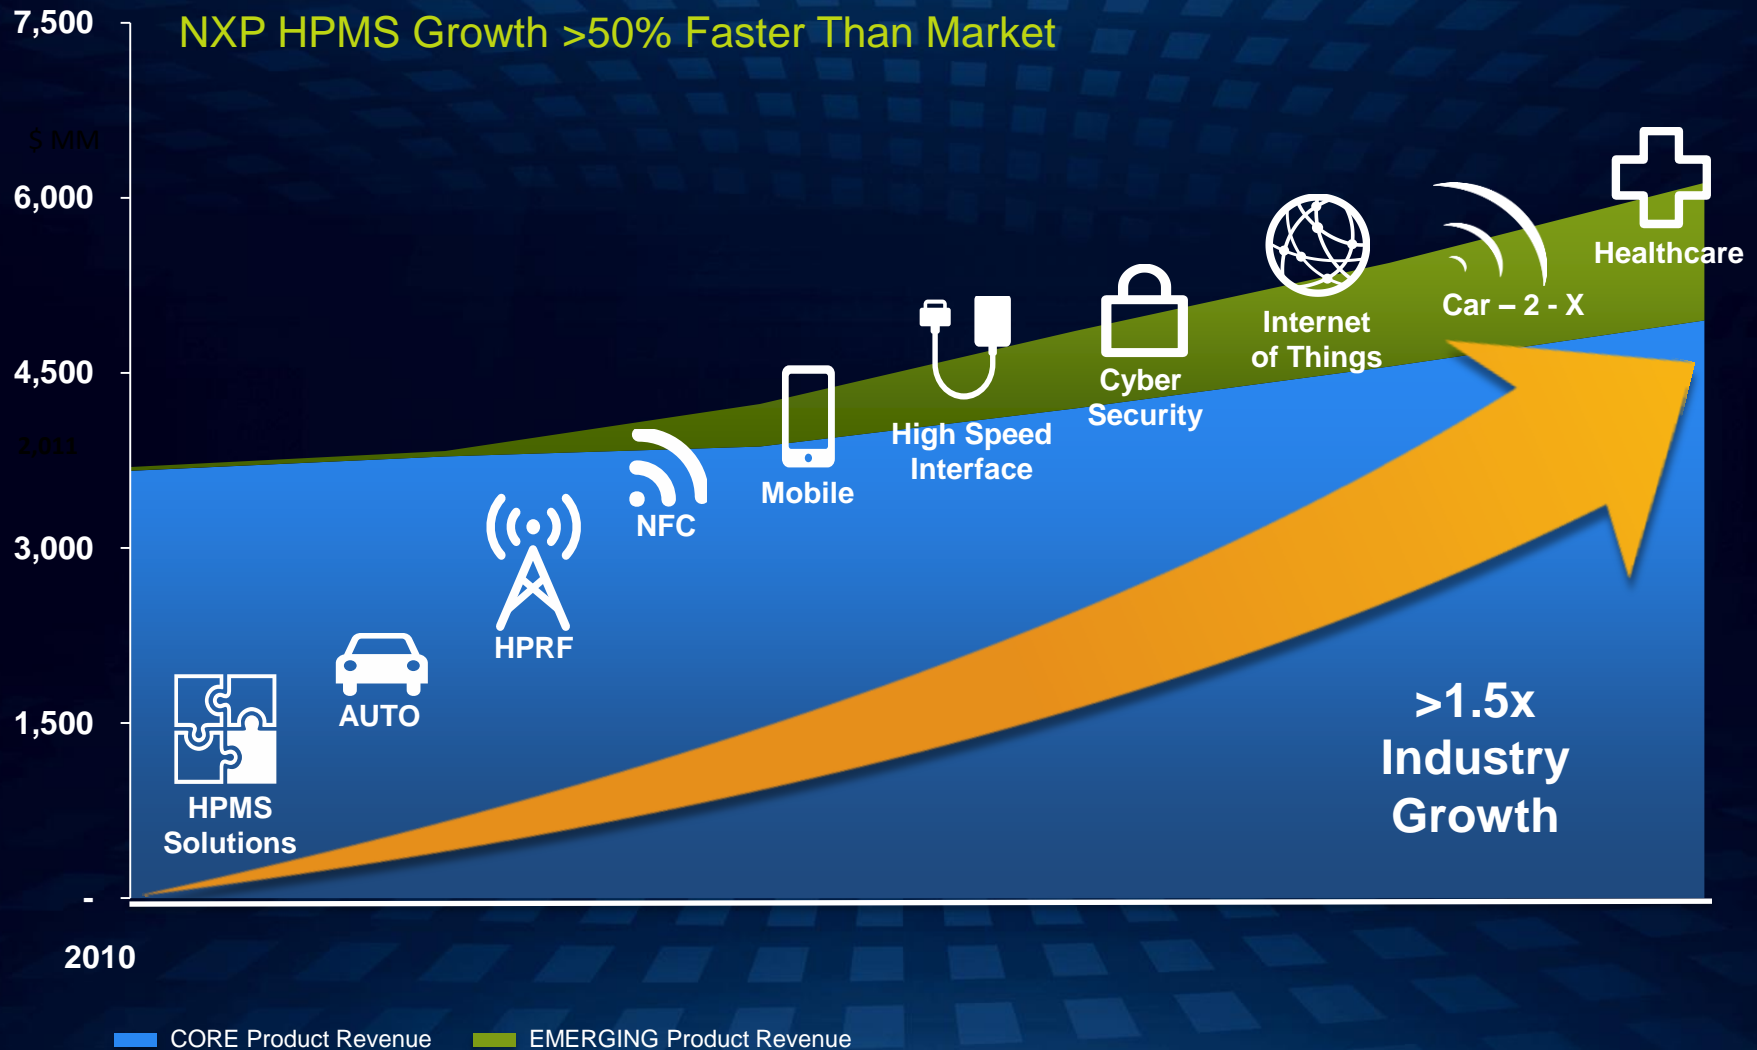 NXP HPMS Growth >50% Faster Than Market
7,500
$ MM
6,000
4,500
3,000
1,500
-
2010
HPMS
Solutions
AUTO
HPRF
NFC
Mobile
High Speed
Interface
Cyber
Security
Internet
of Things
Car – 2 - X
Healthcare
>1.5x
Industry
Growth
CORE Product Revenue
EMERGING Product Revenue